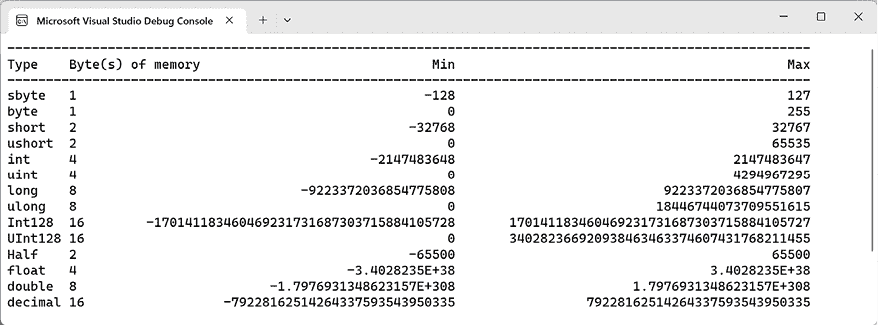 Microsoft Visual Studio Debug Console
Type Byte(s) of memory Min Max
sbyte 1 -128 127
byte 1 0 255
short 2 -32768 32767
ushort 2 0 65535
int 4 -2147483648 2147483647
uint 4 0 4294967295
long 8 -9223372036854775808 9223372036854775807
ulong 8 0 18446744073709551615
Int128 16 -170141183460469231731687303715884105728 170141183460469231731687303715884105727
UInt128 16 0 340282366920938463463374607431768211455
Half 2 -65500 65500
float 4 -3.4028235E+38 3.4028235E+38
double 8 -1.7976931348623157E+308 1.7976931348623157E+308
decimal 16 -79228162514264337593543950335 79228162514264337593543950335